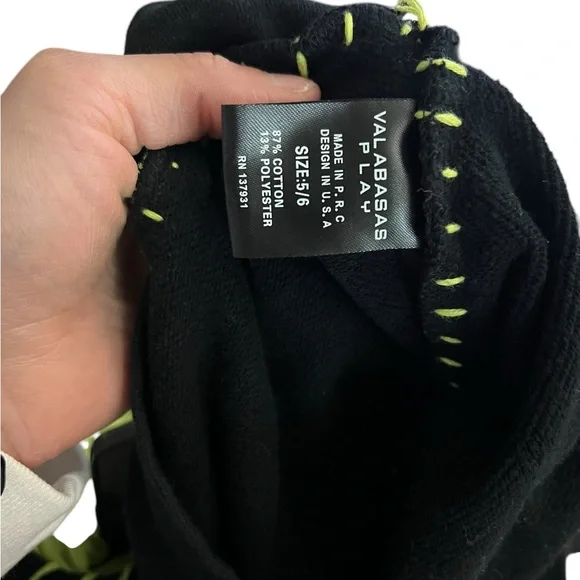 VALABASAS
PLAY
MADE IN P.R.C
DESIGN IN U.S.A
SIZE:5/6
87% COTTON
13% POLYESTER
RN 137931